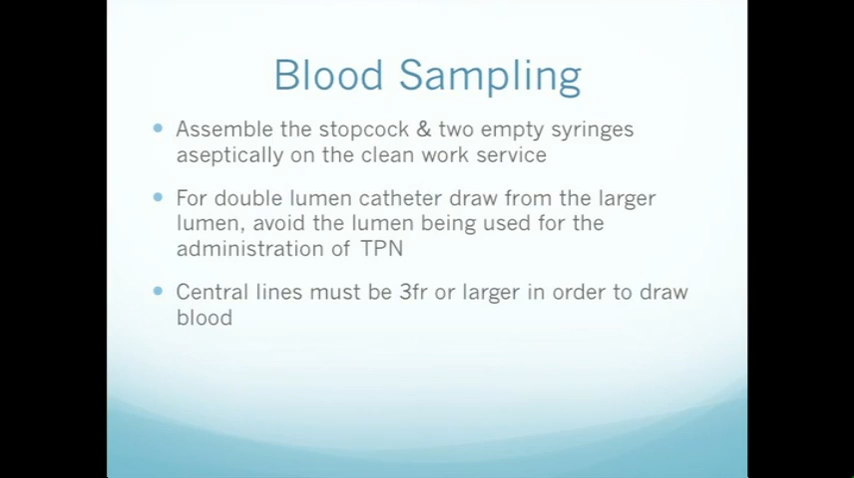 Blood Sampling
Assemble the stopcock & two empty syringes
aseptically on the clean work service
For double lumen catheter draw from the larger
lumen, avoid the lumen being used for the
administration of TPN
Central lines must be 3fr or larger in order to draw
blood